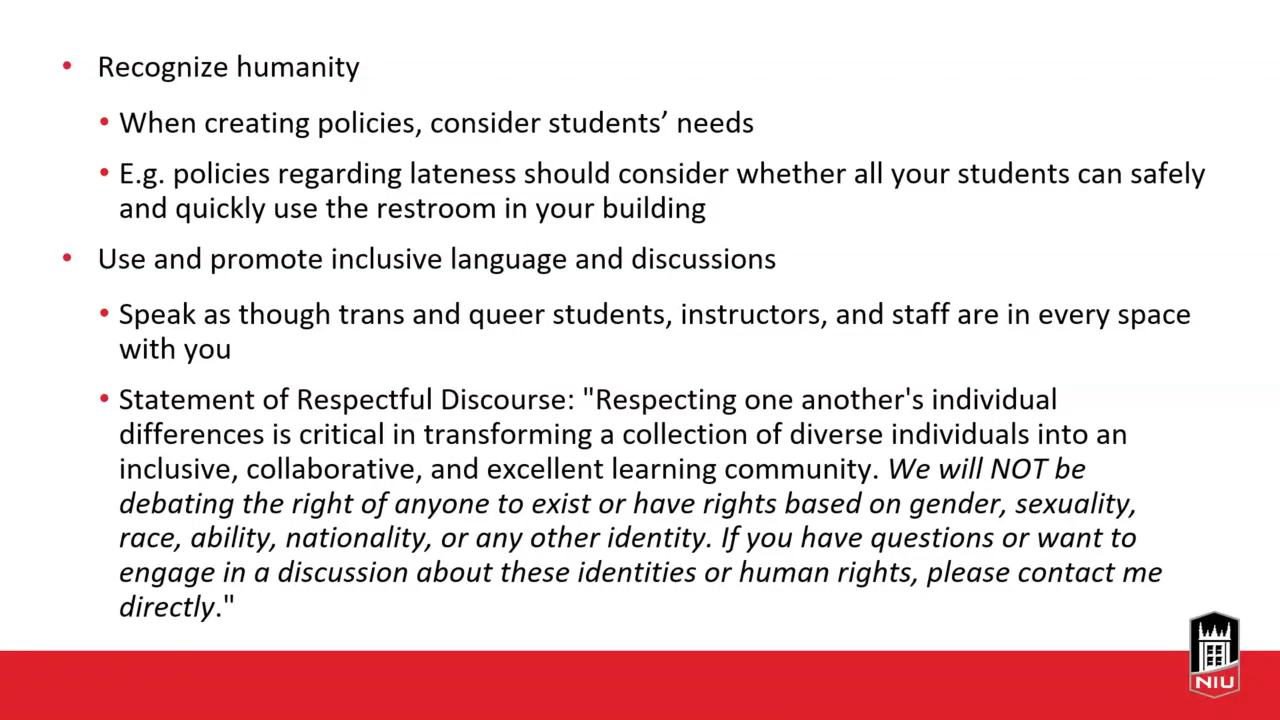 • Recognize humanity
• When creating policies, consider students’ needs
• E.g. policies regarding lateness should consider whether all your students can safely
and quickly use the restroom in your building
• Use and promote inclusive language and discussions
• Speak as though trans and queer students, instructors, and staff are in every space
with you
• Statement of Respectful Discourse: "Respecting one another's individual
differences is critical in transforming a collection of diverse individuals into an
inclusive, collaborative, and excellent learning community. We will NOT be
debating the right of anyone to exist or have rights based on gender, sexuality,
race, ability, nationality, or any other identity. If you have questions or want to
engage in a discussion about these identities or human rights, please contact me
directly."
NIU